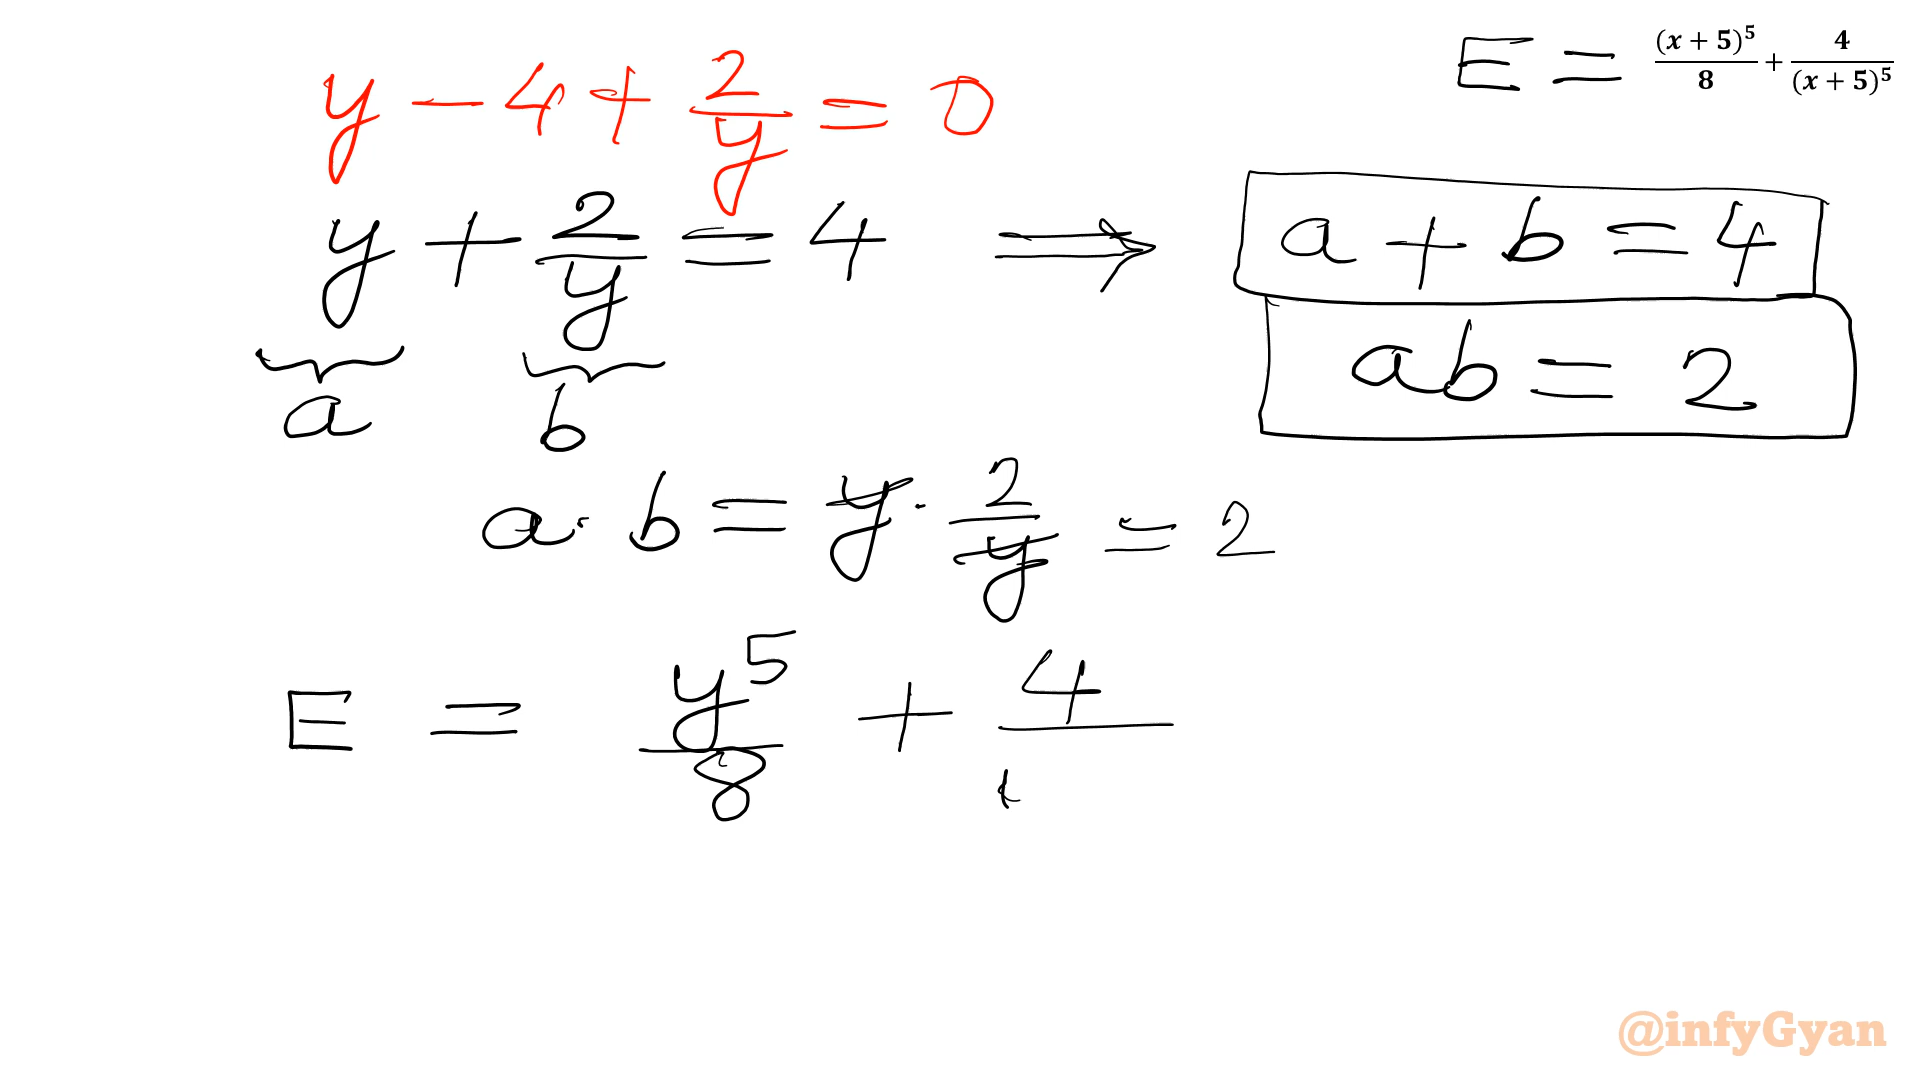 E = (x + 5)^5/8 + 4/(x + 5)^5
y - 4 + 2/y = 0
y + 2/y = 4 ⟹ a + b = 4
ab = 2
a b
a · b = y · 2/y = 2
E = y^5/8 + 4/
@infyGyan